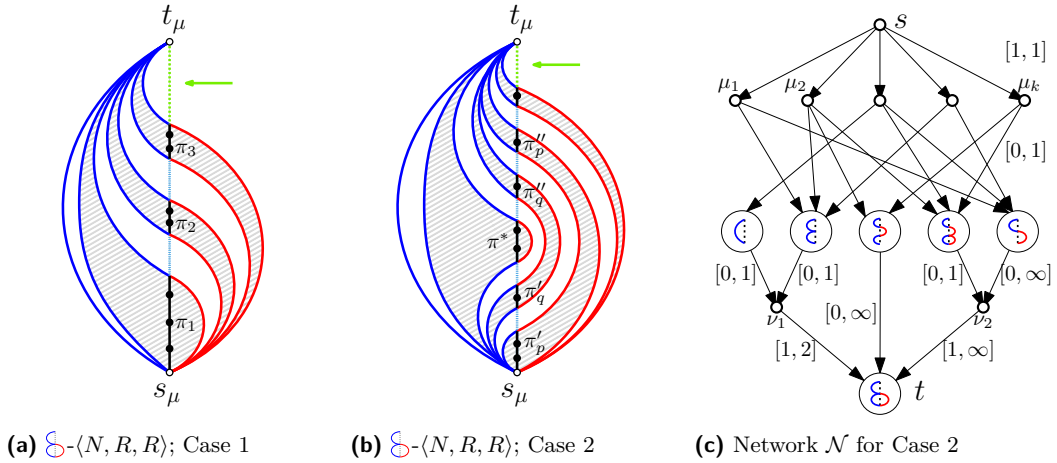 t_μ
π_3
π_2
π_1
s_μ
(a) -⟨N, R, R⟩; Case 1
t_μ
π''_p
π''_q
π*
π'_q
π'_p
s_μ
(b) -⟨N, R, R⟩; Case 2
s
[1, 1]
μ_1
μ_2
μ_k
[0, 1]
[0, 1]
[0, 1]
[0, 1]
[0, ∞]
ν_1
[0, ∞]
ν_2
[1, 2]
[1, ∞]
t
(c) Network 𝒩 for Case 2